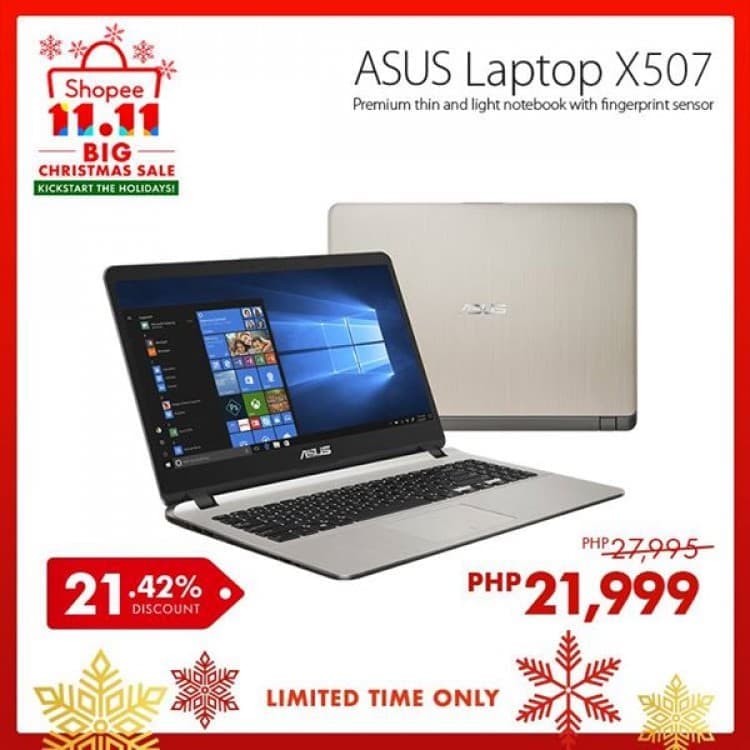 Shopee
11.11
BIG
CHRISTMAS SALE
KICKSTART THE HOLIDAYS!
ASUS Laptop X507
Premium thin and light notebook with fingerprint sensor
ASUS
ASUS
PHP 27,995
21.42%
DISCOUNT
PHP 21,999
LIMITED TIME ONLY